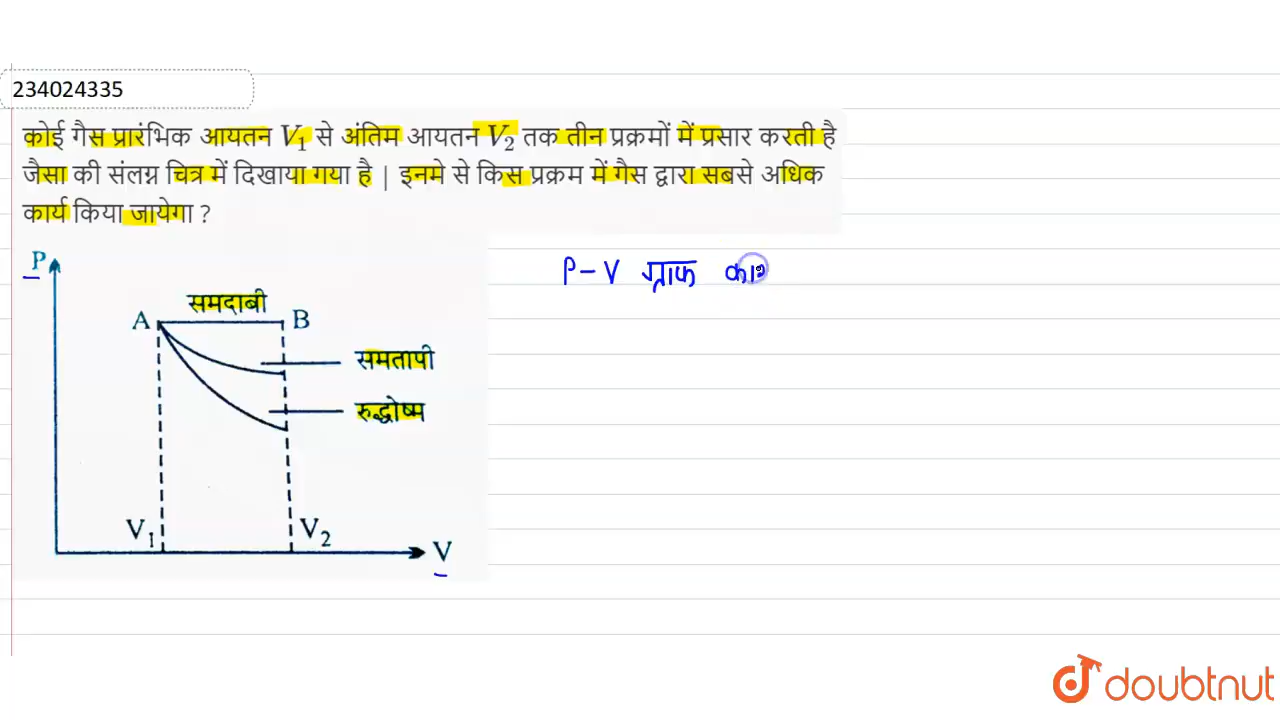 234024335
कोई गैस प्रारंभिक आयतन V₁ से अंतिम आयतन V₂ तक तीन प्रक्रमों में प्रसार करती है
जैसा की संलग्न चित्र में दिखाया गया है | इनमे से किस प्रक्रम में गैस द्वारा सबसे अधिक
कार्य किया जायेगा ?
P
P-V ग्राफ
समदाबी
A B
समतापी
रुद्धोष्म
V₁ V₂
V
doubtnut